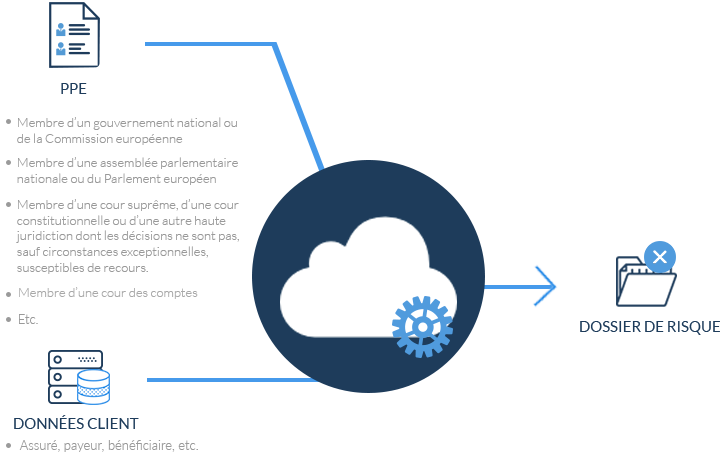 PPE
• Membre d'un gouvernement national ou
de la Commission européenne
• Membre d'une assemblée parlementaire
nationale ou du Parlement européen
• Membre d'une cour suprême, d'une cour
constitutionnelle ou d'une autre haute
juridiction dont les décisions ne sont pas,
sauf circonstances exceptionnelles,
susceptibles de recours.
• Membre d'une cour des comptes
• Etc.
DONNÉES CLIENT
• Assuré, payeur, bénéficiaire, etc.
DOSSIER DE RISQUE